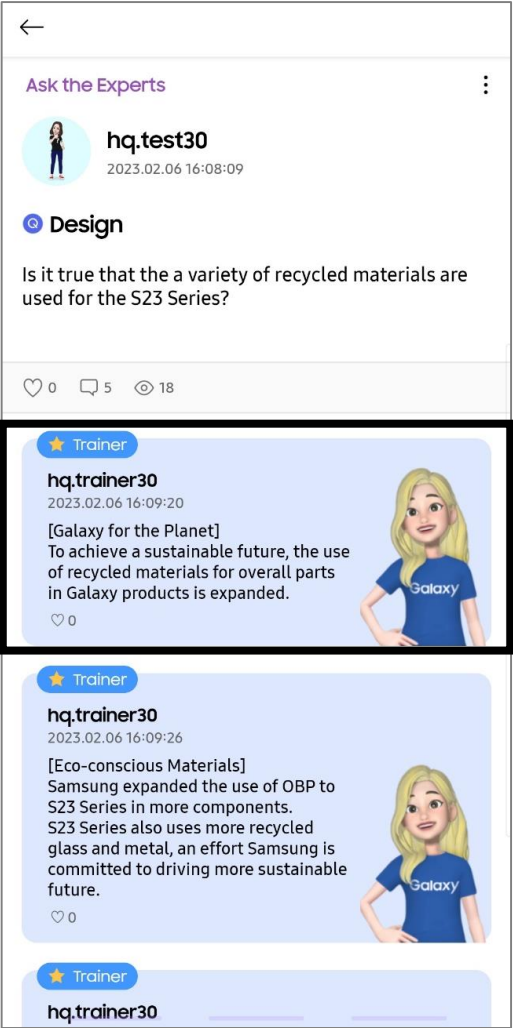 Ask the Experts
hq.test30
2023.02.06 16:08:09
Q Design
Is it true that the a variety of recycled materials are
used for the S23 Series?
0 5 18
Trainer
hq.trainer30
2023.02.06 16:09:20
[Galaxy for the Planet]
To achieve a sustainable future, the use
of recycled materials for overall parts
in Galaxy products is expanded.
Galaxy
0
Trainer
hq.trainer30
2023.02.06 16:09:26
[Eco-conscious Materials]
Samsung expanded the use of OBP to
S23 Series in more components.
S23 Series also uses more recycled
glass and metal, an effort Samsung is
committed to driving more sustainable
future.
Galaxy
0
Trainer
hq.trainer30